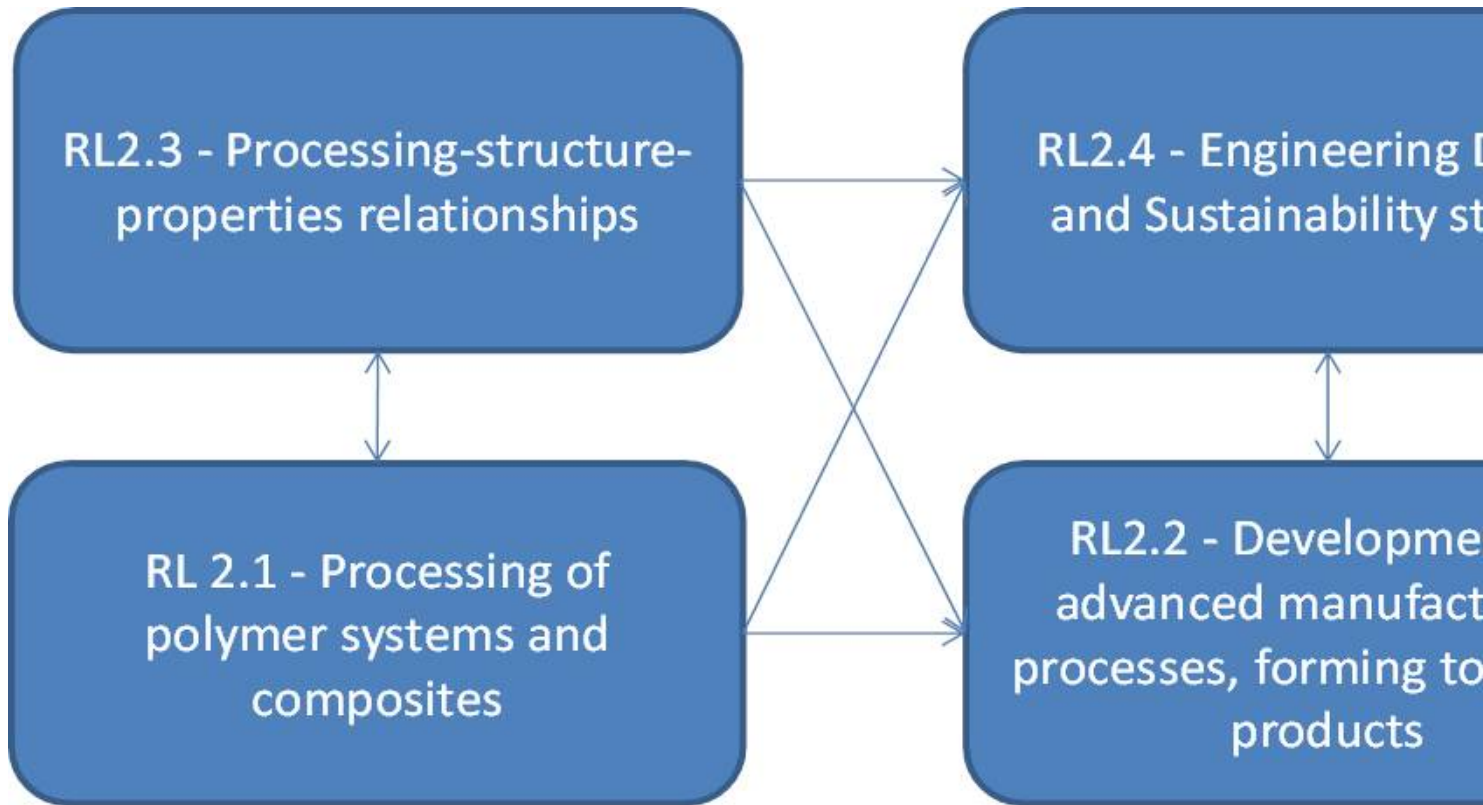 RL2.3 - Processing-structure-
properties relationships
RL2.4 - Engineering
and Sustainability
RL 2.1 - Processing of
polymer systems and
composites
RL2.2 -
advanced
processes, forming
products